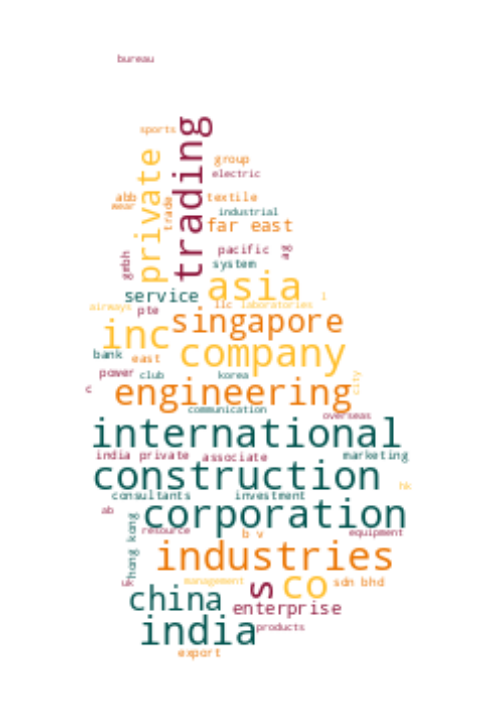 bureau
sports
trading
private
group
electric
abb
wear
trade
textile
industrial
far east
gmbh
pacific
ag
system
asia
service
l
airways
pte
llc
laboratories
inc
singapore
company
bank
east
power
club
korea
city
c
engineering
communication
overseas
international
india private
associate
marketing
construction
hk
consultants
investment
ab
corporation
hong kong
resource
b v
equipment
industries
uk
management
s
co
sdn bhd
china
enterprise
india
products
export